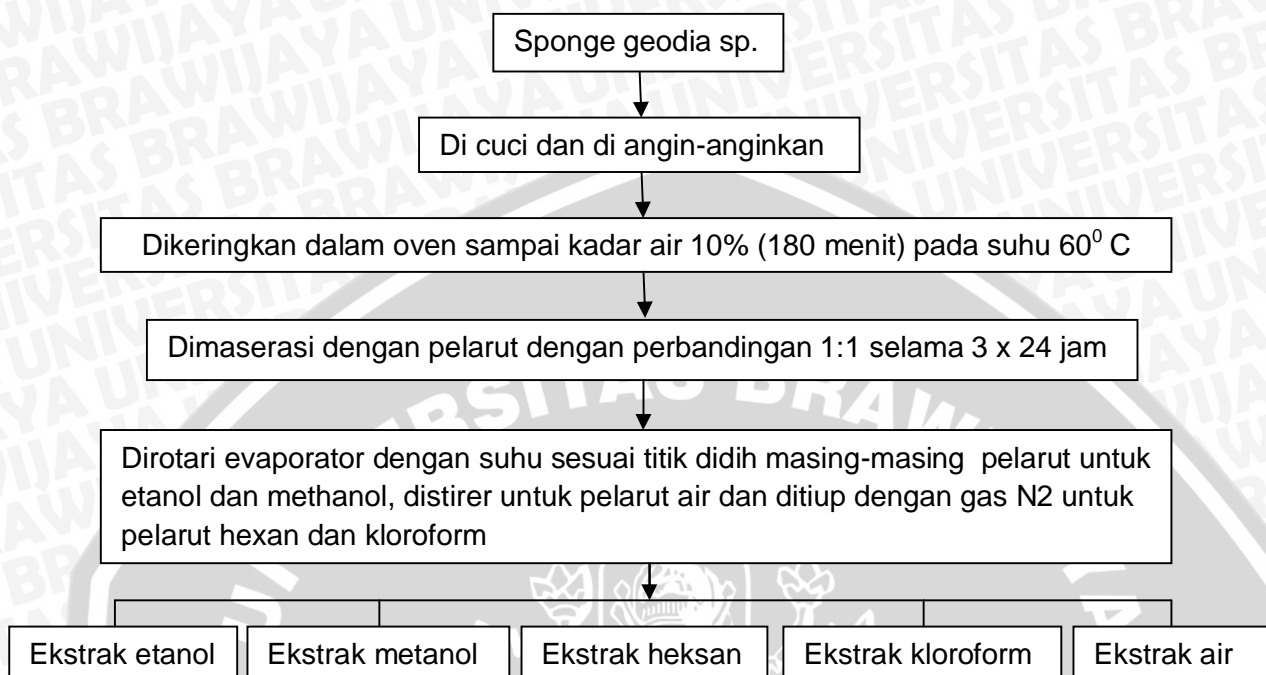 Sponge geodia sp.
Di cuci dan di angin-anginkan
Dikeringkan dalam oven sampai kadar air 10% (180 menit) pada suhu 60⁰ C
Dimaserasi dengan pelarut dengan perbandingan 1:1 selama 3 x 24 jam
Dirotari evaporator dengan suhu sesuai titik didih masing-masing pelarut untuk
etanol dan methanol, distirer untuk pelarut air dan ditiup dengan gas N2 untuk
pelarut hexan dan kloroform
Ekstrak etanol
Ekstrak metanol
Ekstrak heksan
Ekstrak kloroform
Ekstrak air